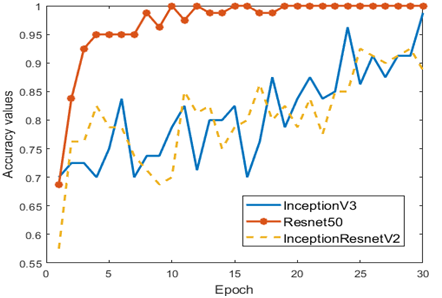 1
0.95
0.9
0.85
0.8
0.75
0.7
0.65
0.6
0.55
Accuracy values
0 5 10 15 20 25 30
Epoch
InceptionV3
Resnet50
InceptionResnetV2